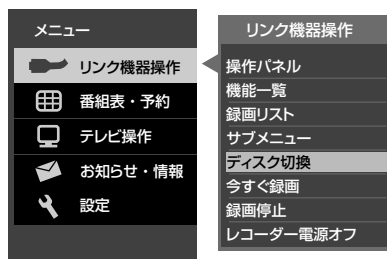 メニュー
リンク機器操作
番組表・予約
テレビ操作
お知らせ・情報
設定
リンク機器操作
操作パネル
機能一覧
録画リスト
サブメニュー
ディスク切換
今すぐ録画
録画停止
レコーダー電源オフ